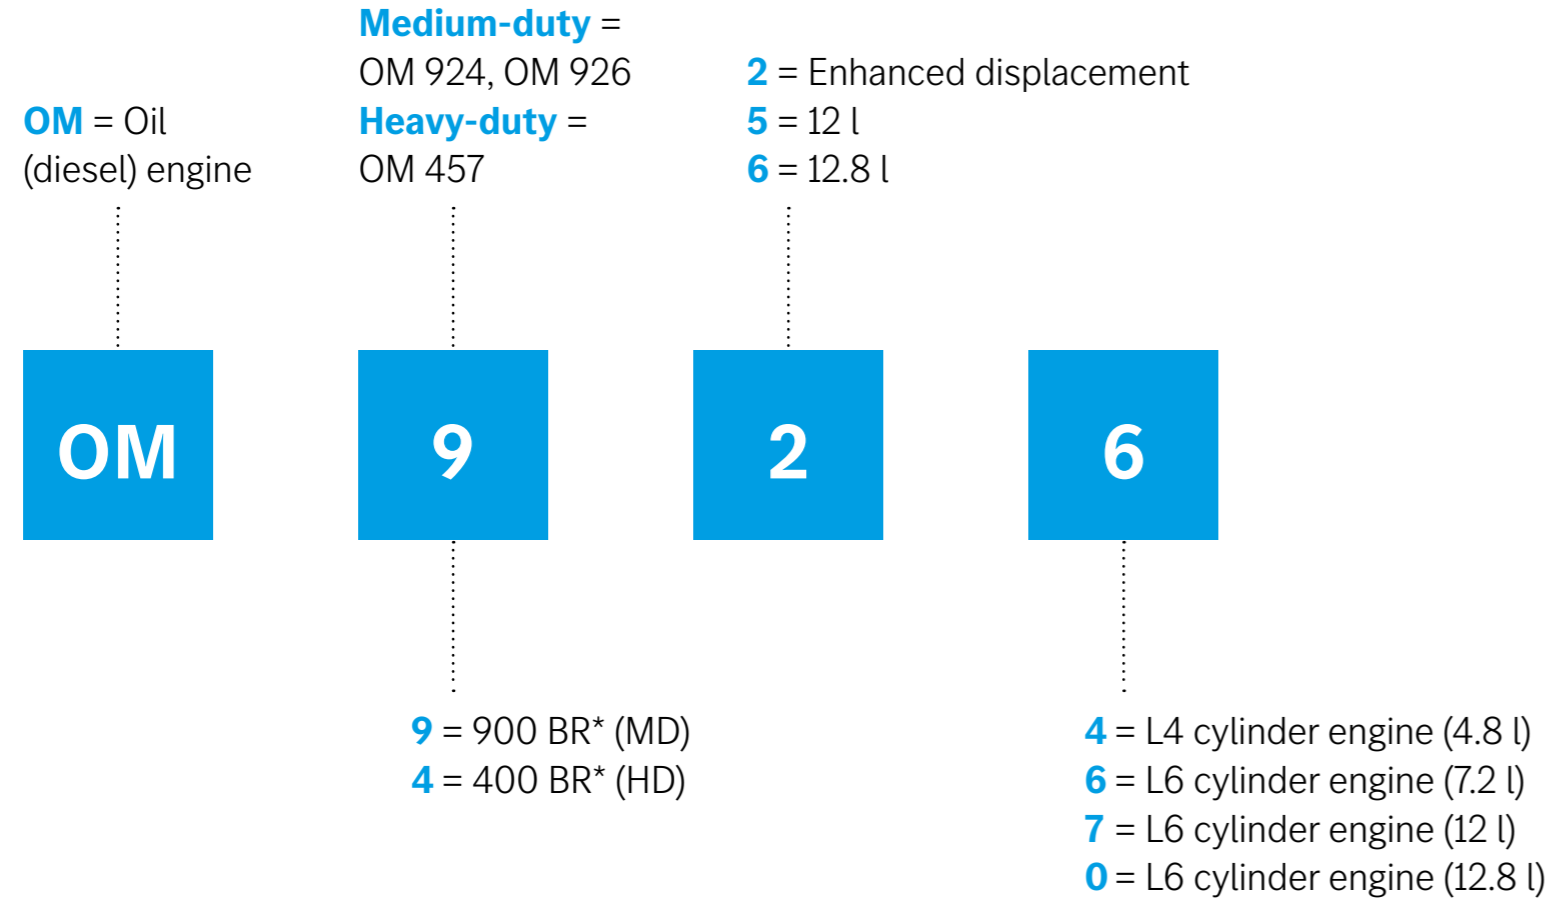 OM = Oil
(diesel) engine
Medium-duty =
OM 924, OM 926
Heavy-duty =
OM 457
2 = Enhanced displacement
5 = 12 l
6 = 12.8 l
OM
9
2
6
9 = 900 BR* (MD)
4 = 400 BR* (HD)
4 = L4 cylinder engine (4.8 l)
6 = L6 cylinder engine (7.2 l)
7 = L6 cylinder engine (12 l)
0 = L6 cylinder engine (12.8 l)